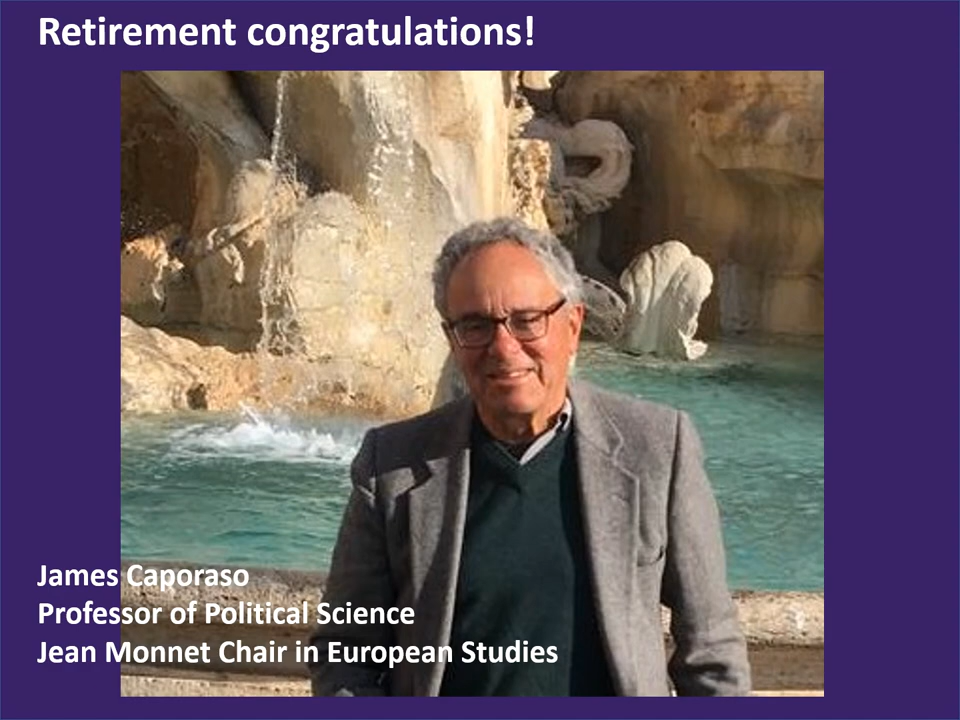 Retirement congratulations!
James Caporaso
Professor of Political Science
Jean Monnet Chair in European Studies